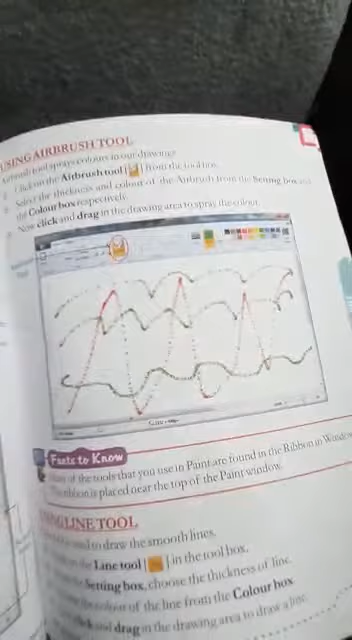 USING AIRBRUSH TOOL
Airbrush tool sprays colours in our drawings.
Click on the Airbrush tool [ ] from the tool box.
Select the thickness and colour of the Airbrush from the Setting box and
the Colour box respectively.
Now click and drag in the drawing area to spray the colour.
Facts to Know
of the tools that you use in Paint are found in the Ribbon in Window
The ribbon is placed near the top of the Paint window.
LINE TOOL
to draw the smooth lines.
the Line tool [ ] in the tool box.
Setting box, choose the thickness of line.
the colour of the line from the Colour box
click and drag in the drawing area to draw a line.